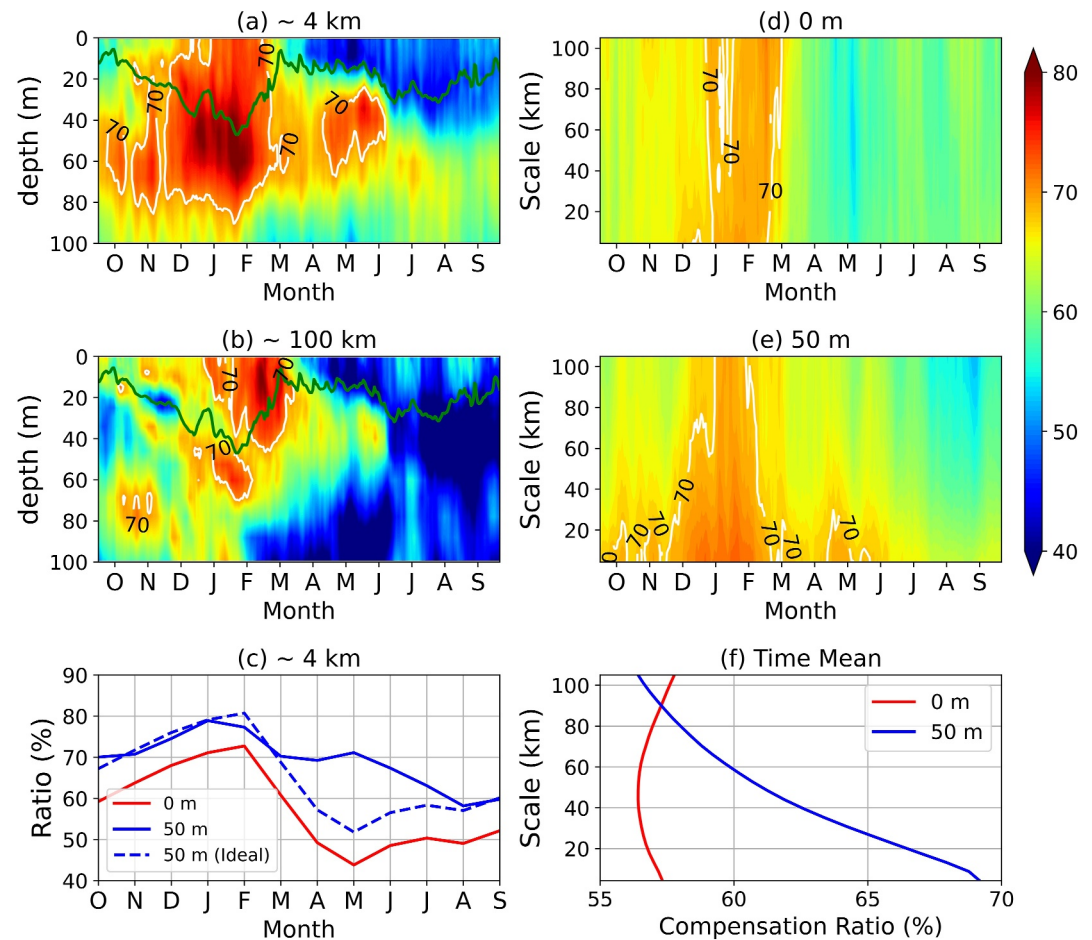 (a) ~ 4 km
0
20
40
60
80
100
depth (m)
70
70
70
70
70
O N D J F M A M J J A S
Month
(d) 0 m
100
80
60
40
20
Scale (km)
70
70
70
O N D J F M A M J J A S
Month
80
70
60
50
40
(b) ~ 100 km
0
20
40
60
80
100
depth (m)
70
70
70
70
O N D J F M A M J J A S
Month
(e) 50 m
100
80
60
40
20
Scale (km)
0
70
70
70
70
70
70
O N D J F M A M J J A S
Month
(c) ~ 4 km
90
80
70
60
50
40
Ratio (%)
0 m
50 m
50 m (Ideal)
O N D J F M A M J J A S
Month
(f) Time Mean
100
80
60
40
20
Scale (km)
0 m
50 m
55 60 65 70
Compensation Ratio (%)